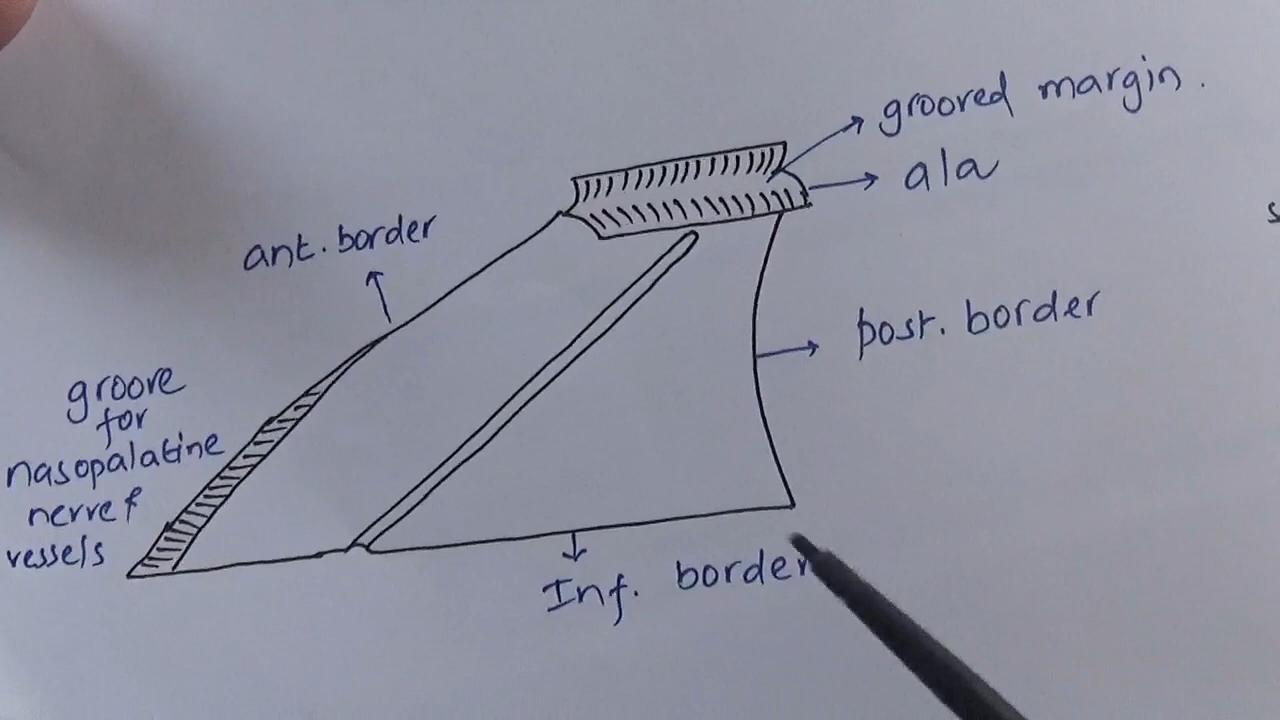 grooved margin.
ala
ant. border
post. border
groove
for
nasopalatine
nerve &
vessels
Inf. border